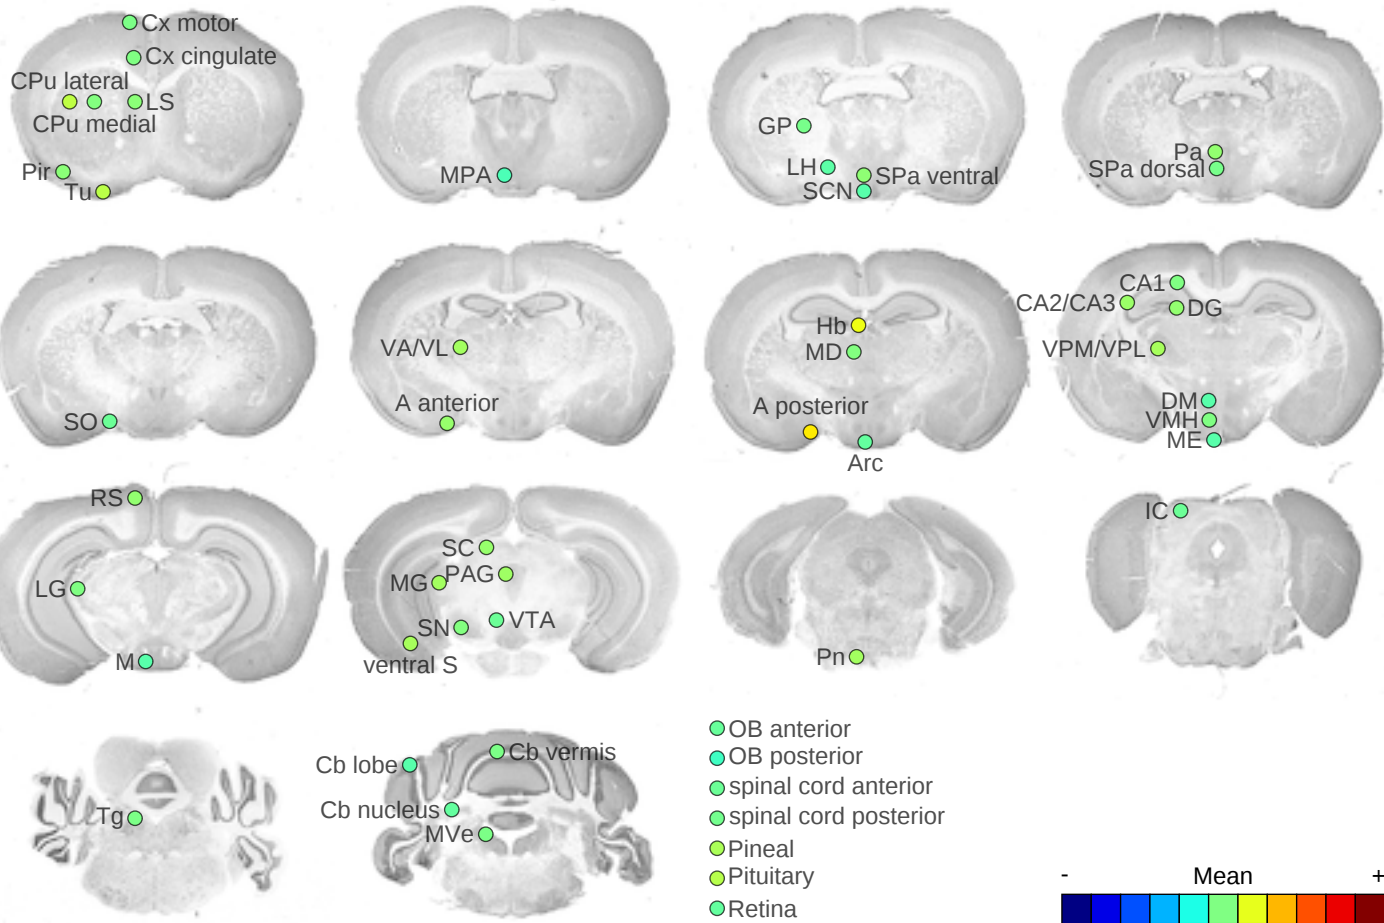 Cx motor
Cx cingulate
CPu lateral
LS
CPu medial
Pir
Tu
MPA
GP
LH
SPa ventral
SCN
Pa
SPa dorsal
SO
VA/VL
A anterior
Hb
MD
A posterior
Arc
CA1
CA2/CA3
DG
VPM/VPL
DM
VMH
ME
RS
LG
M
SC
MG
PAG
SN
VTA
ventral S
Pn
IC
Tg
Cb lobe
Cb vermis
Cb nucleus
MVe
OB anterior
OB posterior
spinal cord anterior
spinal cord posterior
Pineal
Pituitary
Retina
- Mean +